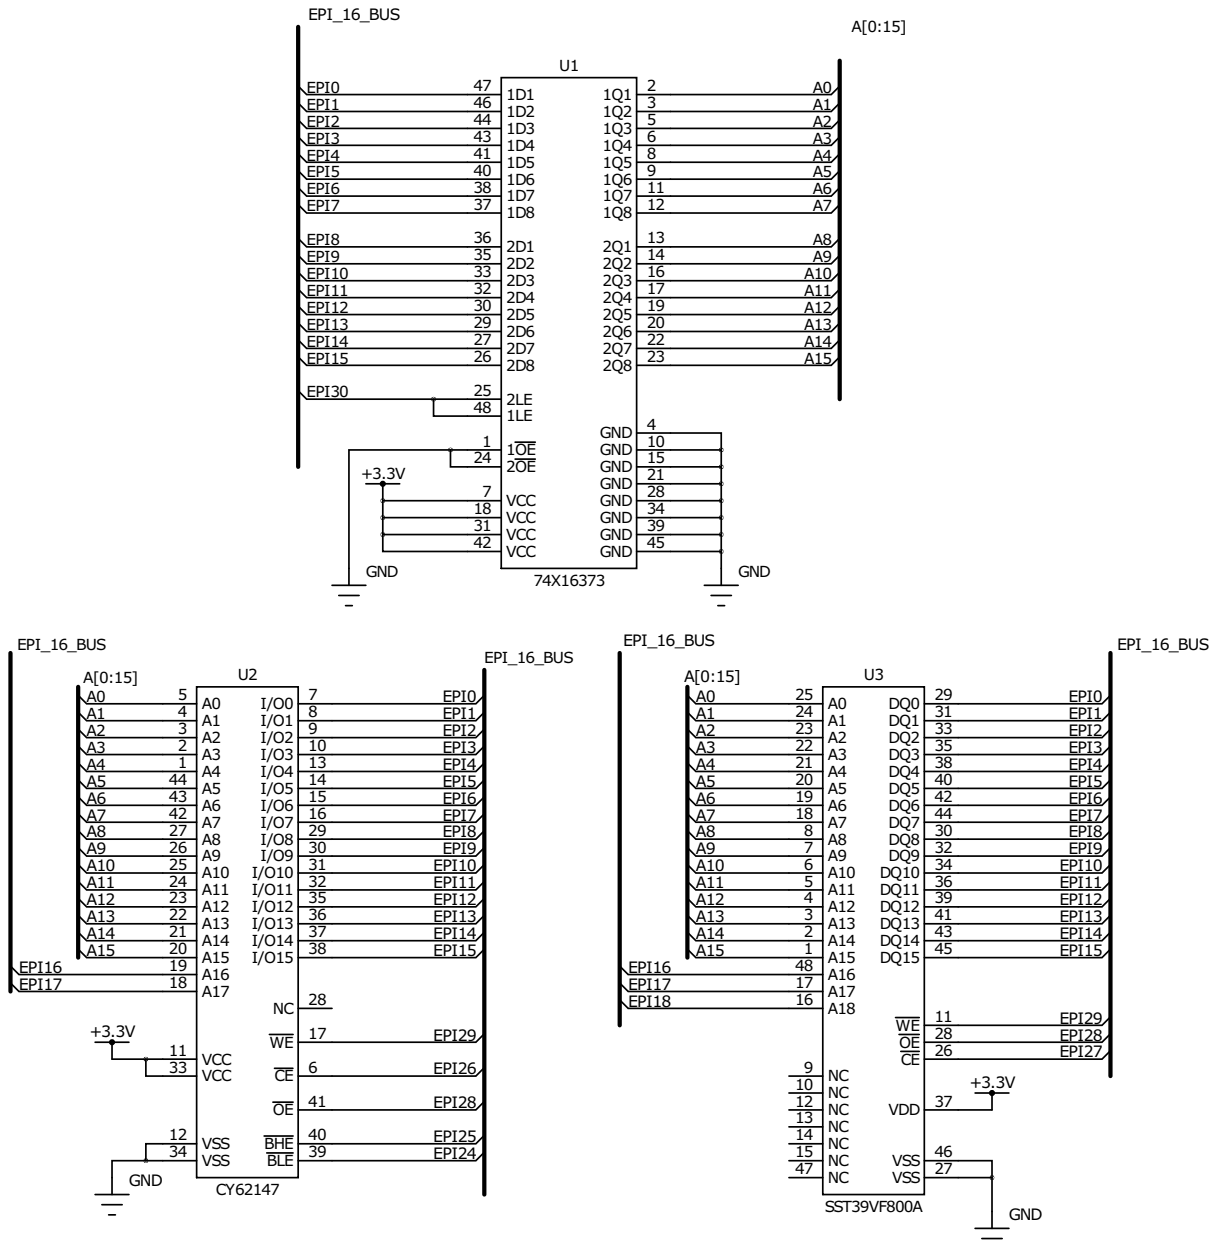 EPI_16_BUS
A[0:15]
U1
EPI0 47 1D1 1Q1 2 A0
EPI1 46 1D2 1Q2 3 A1
EPI2 44 1D3 1Q3 5 A2
EPI3 43 1D4 1Q4 6 A3
EPI4 41 1D5 1Q5 8 A4
EPI5 40 1D6 1Q6 9 A5
EPI6 38 1D7 1Q7 11 A6
EPI7 37 1D8 1Q8 12 A7
EPI8 36 2D1 2Q1 13 A8
EPI9 35 2D2 2Q2 14 A9
EPI10 33 2D3 2Q3 16 A10
EPI11 32 2D4 2Q4 17 A11
EPI12 30 2D5 2Q5 19 A12
EPI13 29 2D6 2Q6 20 A13
EPI14 27 2D7 2Q7 22 A14
EPI15 26 2D8 2Q8 23 A15
EPI30 25 2LE
48 1LE
GND 4
1 1OE GND 10
24 2OE GND 15
+3.3V GND 21
7 VCC GND 28
18 VCC GND 34
31 VCC GND 39
42 VCC GND 45
GND GND
74X16373
EPI_16_BUS
EPI_16_BUS
A[0:15] U2
A0 5 A0 I/O0 7 EPI0
A1 4 A1 I/O1 8 EPI1
A2 3 A2 I/O2 9 EPI2
A3 2 A3 I/O3 10 EPI3
A4 1 A4 I/O4 13 EPI4
A5 44 A5 I/O5 14 EPI5
A6 43 A6 I/O6 15 EPI6
A7 42 A7 I/O7 16 EPI7
A8 27 A8 I/O8 29 EPI8
A9 26 A9 I/O9 30 EPI9
A10 25 A10 I/O10 31 EPI10
A11 24 A11 I/O11 32 EPI11
A12 23 A12 I/O12 35 EPI12
A13 22 A13 I/O13 36 EPI13
A14 21 A14 I/O14 37 EPI14
A15 20 A15 I/O15 38 EPI15
EPI16 19 A16
EPI17 18 A17
NC 28
+3.3V WE 17 EPI29
11 VCC
33 VCC CE 6 EPI26
OE 41 EPI28
12 VSS BHE 40 EPI25
34 VSS BLE 39 EPI24
GND
CY62147
EPI_16_BUS
EPI_16_BUS
A[0:15] U3
A0 25 A0 DQ0 29 EPI0
A1 24 A1 DQ1 31 EPI1
A2 23 A2 DQ2 33 EPI2
A3 22 A3 DQ3 35 EPI3
A4 21 A4 DQ4 38 EPI4
A5 20 A5 DQ5 40 EPI5
A6 19 A6 DQ6 42 EPI6
A7 18 A7 DQ7 44 EPI7
A8 8 A8 DQ8 30 EPI8
A9 7 A9 DQ9 32 EPI9
A10 6 A10 DQ10 34 EPI10
A11 5 A11 DQ11 36 EPI11
A12 4 A12 DQ12 39 EPI12
A13 3 A13 DQ13 41 EPI13
A14 2 A14 DQ14 43 EPI14
A15 1 A15 DQ15 45 EPI15
EPI16 48 A16
EPI17 17 A17
EPI18 16 A18
WE 11 EPI29
OE 28 EPI28
CE 26 EPI27
9 NC
10 NC +3.3V
12 NC VDD 37
13 NC
14 NC
15 NC VSS 46
47 NC VSS 27
SST39VF800A
GND